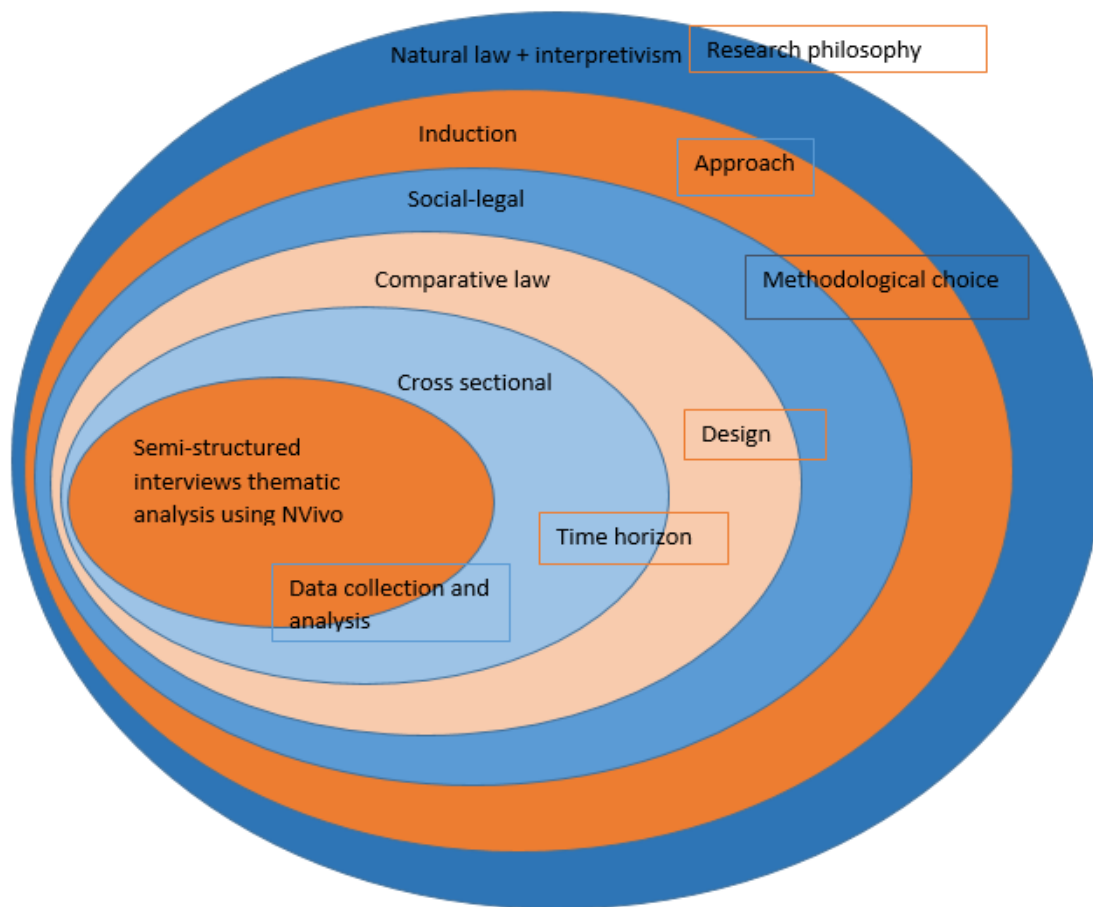 Natural law + interpretivism
Research philosophy
Induction
Approach
Social-legal
Comparative law
Methodological choice
Cross sectional
Design
Semi-structured
interviews thematic
analysis using NVivo
Time horizon
Data collection and
analysis